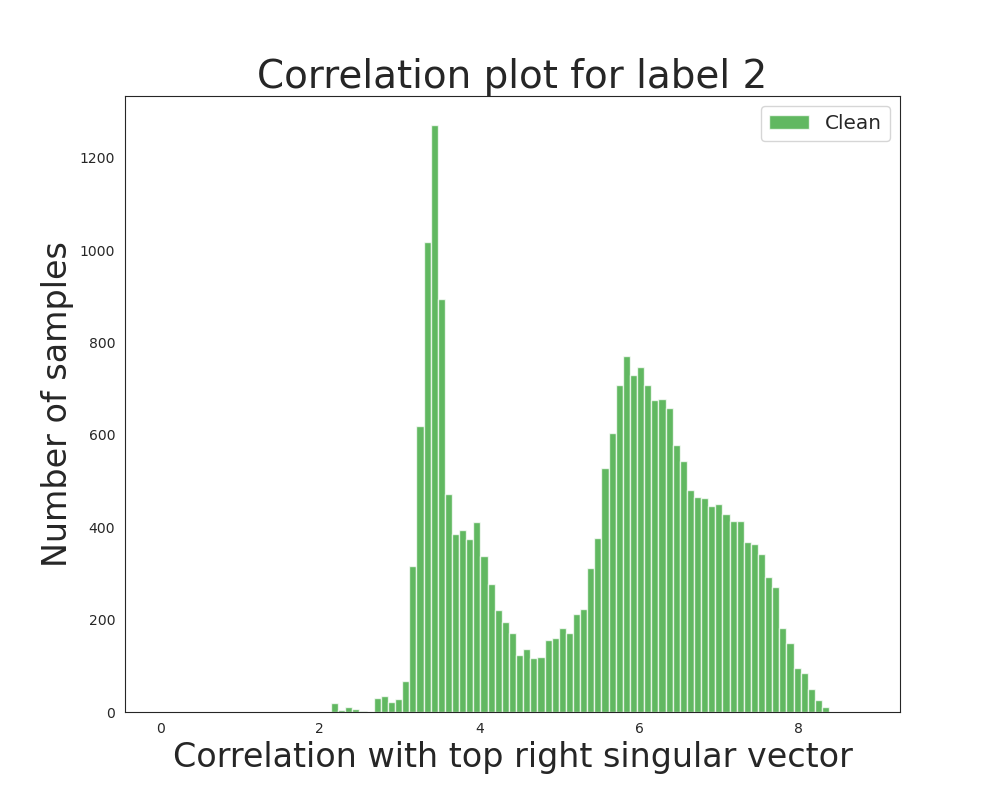 Correlation plot for label 2
Clean
Number of samples
1200
1000
800
600
400
200
0
0 2 4 6 8
Correlation with top right singular vector